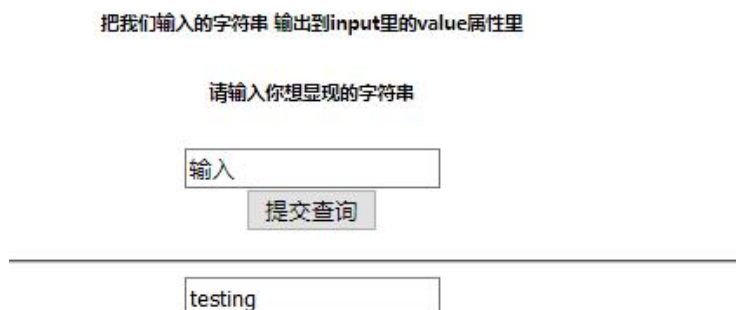 把我们输入的字符串 输出到input里的value属性里
请输入你想显现的字符串
输入
提交查询
testing